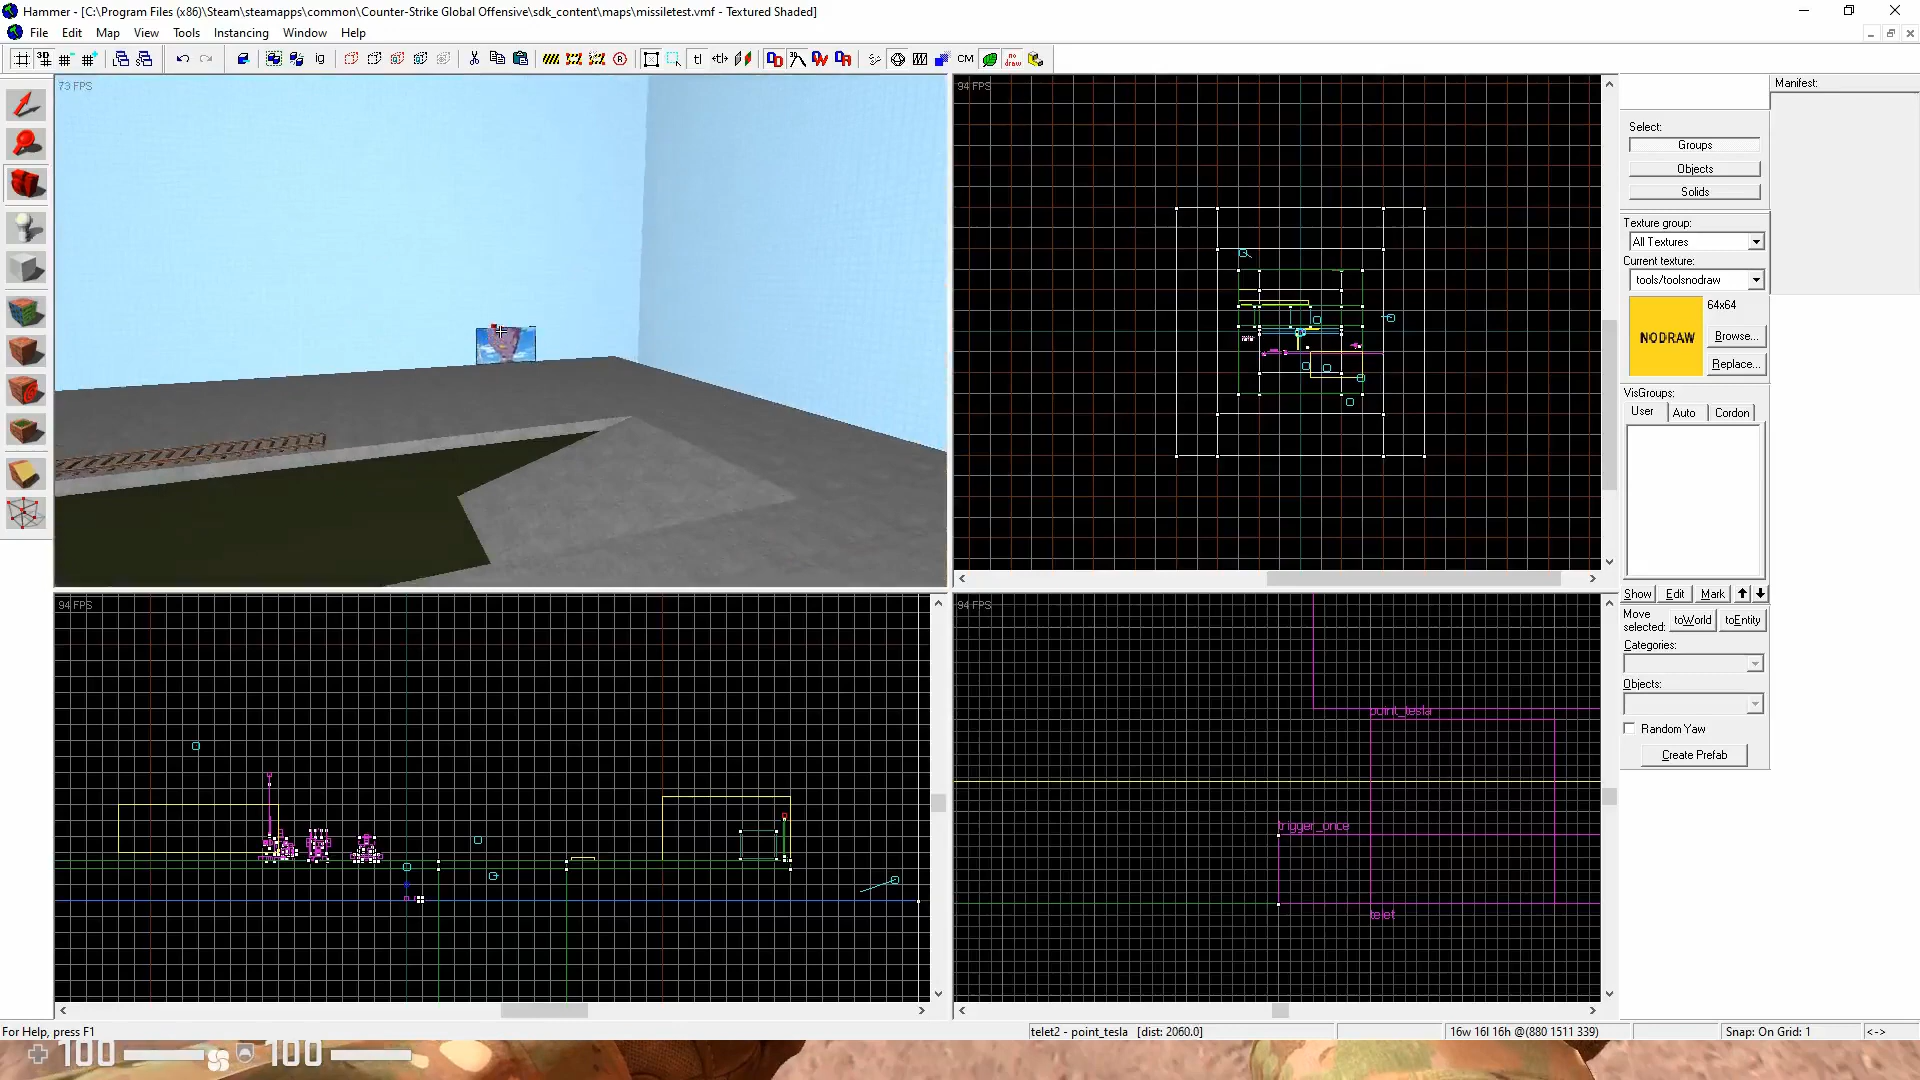 Hammer - [C:\Program Files (x86)\Steam\steamapps\common\Counter-Strike Global Offensive\sdk_content\maps\missiletest.vmf - Textured Shaded]
File Edit Map View Tools Instancing Window Help
CM
73 FPS
94 FPS
94 FPS
94 FPS
point_tesla
trigger_once
telet
Select:
Groups
Objects
Solids
Texture group:
All Textures
Current texture:
tools/toolsnodraw
64x64
NODRAW
Browse...
Replace...
VisGroups:
User Auto Cordon
Show Edit Mark
Move selected: toWorld toEntity
Categories:
Objects:
Random Yaw
Create Prefab
Manifest:
For Help, press F1
telet2 - point_tesla [dist: 2060.0]
16w 16l 16h @(880 1511 339)
Snap: On Grid: 1
<->
100
100